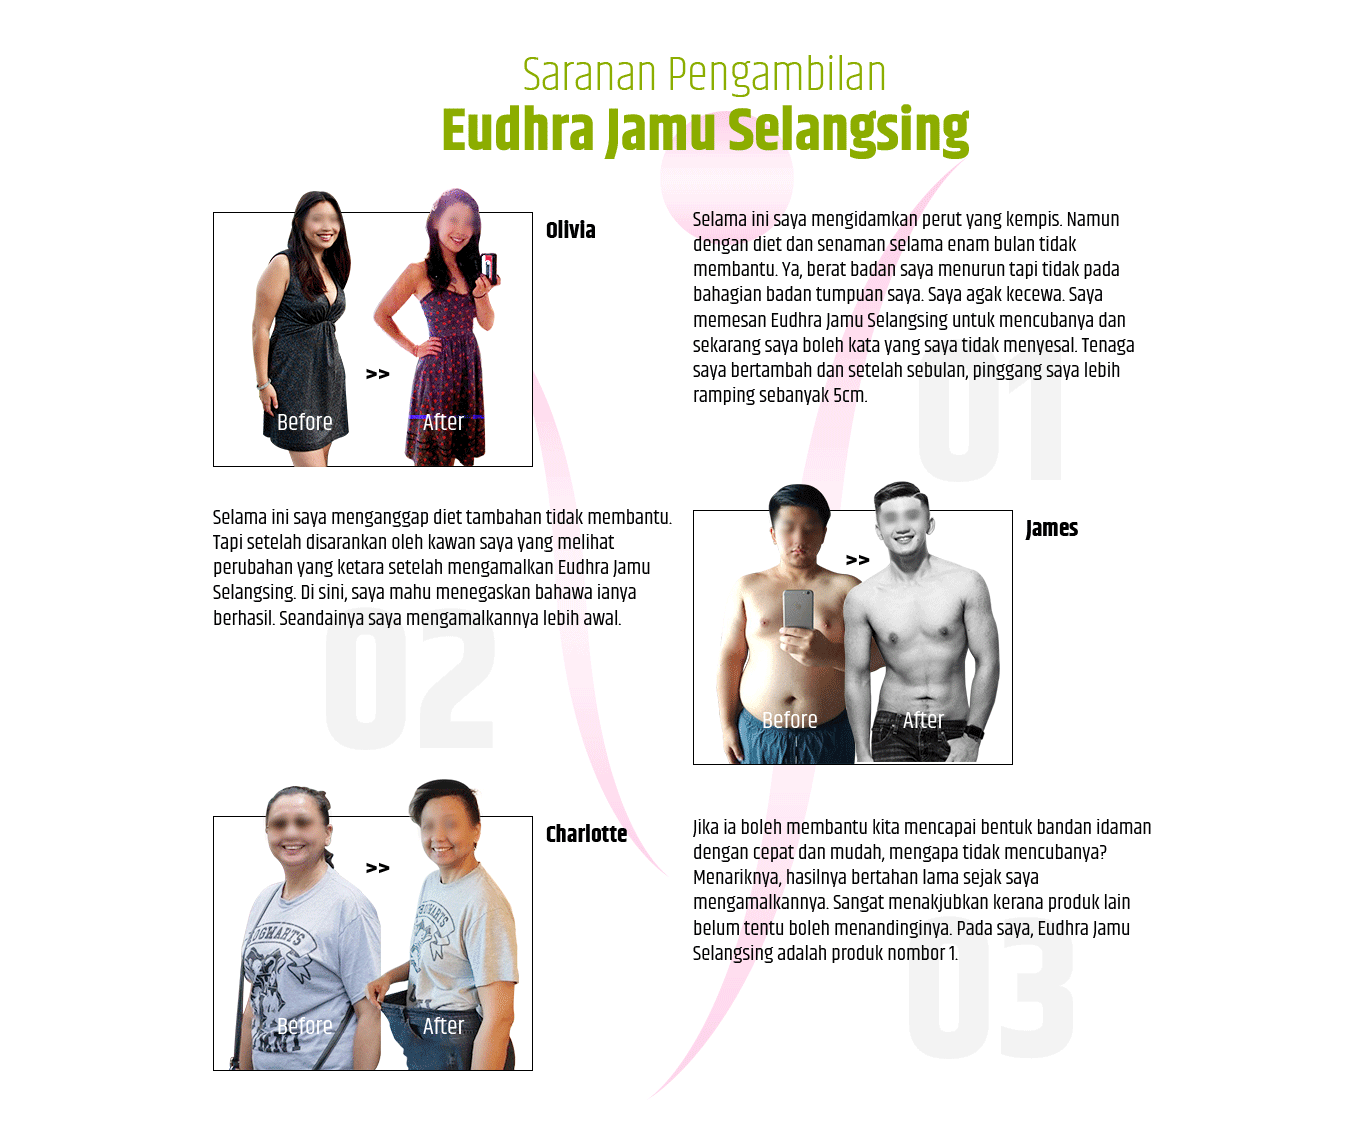 Saranan Pengambilan
Eudhra Jamu Selangsing
Olivia
>>
Before
After
Selama ini saya mengidamkan perut yang kempis. Namun
dengan diet dan senaman selama enam bulan tidak
membantu. Ya, berat badan saya menurun tapi tidak pada
bahagian badan tumpuan saya. Saya agak kecewa. Saya
memesan Eudhra Jamu Selangsing untuk mencubanya dan
sekarang saya boleh kata yang saya tidak menyesal. Tenaga
saya bertambah dan setelah sebulan, pinggang saya lebih
ramping sebanyak 5cm.
01
Selama ini saya menganggap diet tambahan tidak membantu.
Tapi setelah disarankan oleh kawan saya yang melihat
perubahan yang ketara setelah mengamalkan Eudhra Jamu
Selangsing. Di sini, saya mahu menegaskan bahawa ianya
berhasil. Seandainya saya mengamalkannya lebih awal.
02
James
>>
Before
After
Charlotte
>>
HOGWARTS
Before
After
Jika ia boleh membantu kita mencapai bentuk bandan idaman
dengan cepat dan mudah, mengapa tidak mencubanya?
Menariknya, hasilnya bertahan lama sejak saya
mengamalkannya. Sangat menakjubkan kerana produk lain
belum tentu boleh menandinginya. Pada saya, Eudhra Jamu
Selangsing adalah produk nombor 1.
03